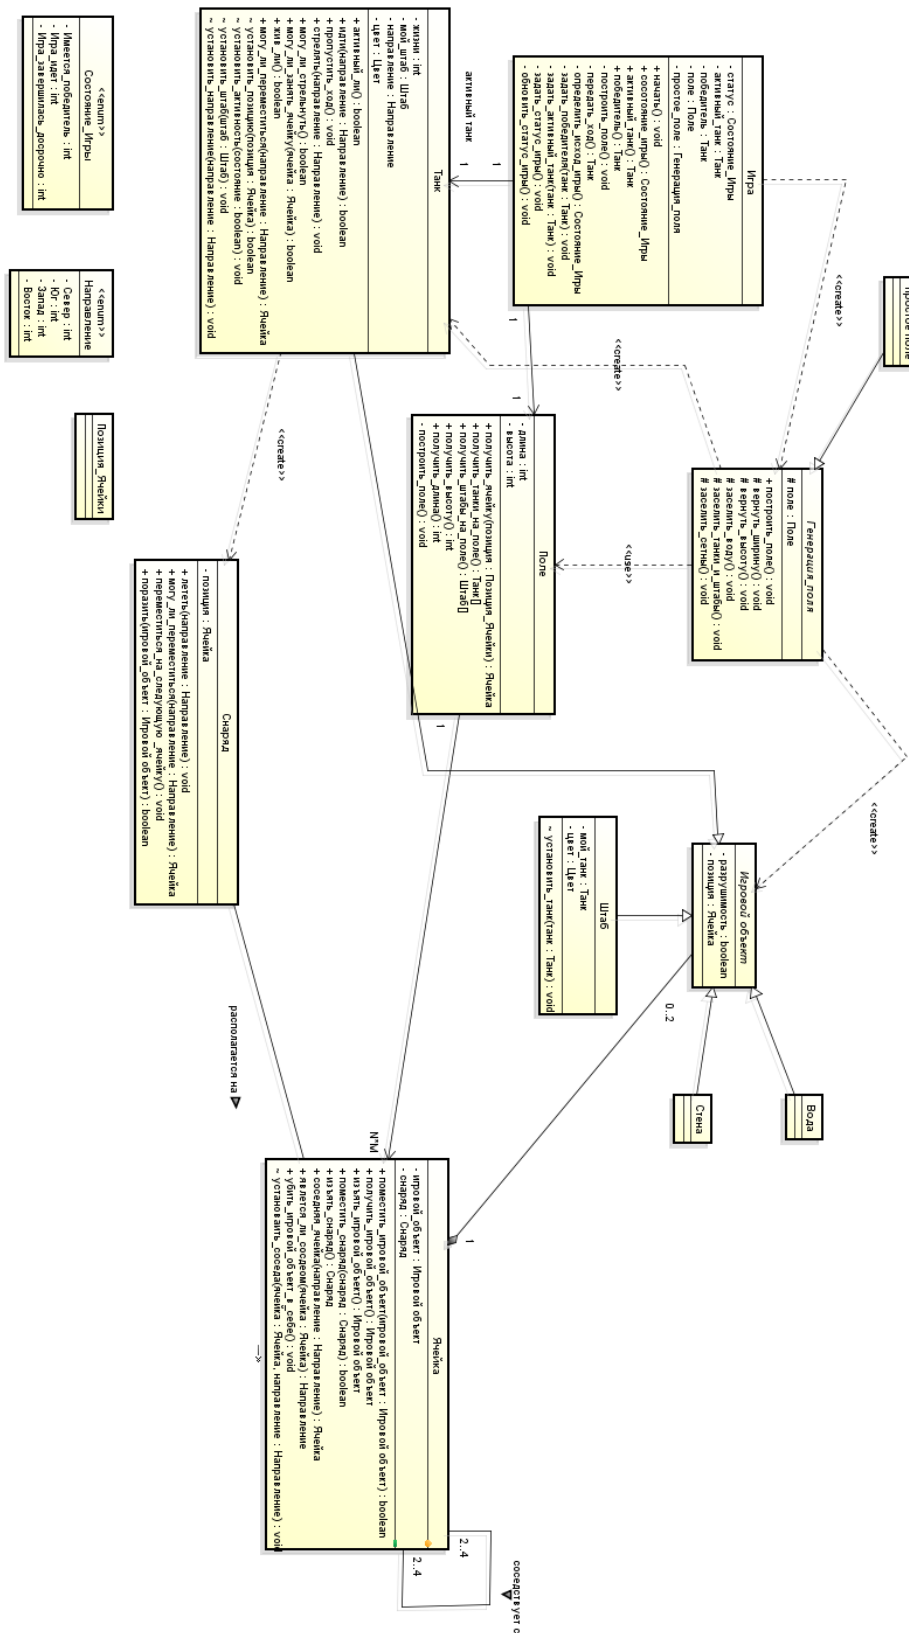 Игра
- статус : Состояние_Игры
- активный_танк : Танк
- победитель : Танк
- поле : Поле
- простое_поле : Генерация_поля
+ начать() : void
+ сосотояние_игры() : Состояние_Игры
+ активный_танк() : Танк
+ победитель() : Танк
- построить_поле() : void
- передать_ход() : Танк
- определить_исход_игры() : Состояние_Игры
- задать_победителя(танк : Танк) : void
- задать_активный_танк(танк : Танк) : void
- задать_статус_игры() : void
- обновить_статус_игры() : void
<<create>>
<<create>>
Генерация_поля
# поле : Поле
+ построить_поле() : void
# вернуть_ширину() : void
# вернуть_высоту() : void
# заселить_воду() : void
# заселить_танки_и_штабы() : void
# заселить_сетны() : void
<<create>>
<<use>>
активный танк
1
1
1
1
Танк
- жизни : int
- мой_штаб : Штаб
- направление : Направление
- цвет : Цвет
+ активный_ли() : boolean
+ идти(направление : Направление) : boolean
+ пропустить_ход() : void
+ стрелять(направление : Направление) : void
+ могу_ли_стрельнуть() : boolean
+ могу_ли_занять_ячейку(ячейка : Ячейка) : boolean
+ жив_ли() : boolean
+ могу_ли_переместится(направление : Направление) : Ячейка
~ установить_позицию(позиция : Ячейка) : boolean
~ установить_активность(состояние : boolean) : void
~ установить_штаб(штаб : Штаб) : void
~ установить_направление(направление : Направление) : void
Поле
- длина : int
- высота : int
+ получить_ячейку(позиция : Позиция_Ячейки) : Ячейка
+ получить_танки_на_поле() : Танк[]
+ получить_штабы_на_поле() : Штаб[]
+ получить_высоту() : int
+ получить_длина() : int
- построить_поле() : void
1
<<create>>
Игровой объект
- разрушимость : boolean
- позиция : Ячейка
0..2
Штаб
- мой_танк : Танк
- цвет : Цвет
~ установить_танк(танк : Танк) : void
Вода
Стена
Снаряд
- позиция : Ячейка
+ лететь(направление : Направление) : void
+ могу_ли_переместиться(направление : Направление) : Ячейка
+ переместиться_на_следующую_ячейку() : void
+ поразить(игровой_объект : Игровой объект) : boolean
располагается на
N*M
1
Ячейка
- игровой_объект : Игровой объект
- снаряд : Снаряд
+ поместить_игровой_объект(игровой_объект : Игровой объект) : boolean
+ получить_игровой_объект() : Игровой объект
+ изъять_игровой_объект() : Игровой объект
+ поместить_снаряд(снаряд : Снаряд) : boolean
+ изъять_снаряд() : Снаряд
+ соседняя_ячейка(направление : Направление) : Ячейка
+ явлется_ли_сосдеом(ячейка : Ячейка) : Направление
+ убить_игровой_объект_в_себе() : void
~ установаить_соседа(ячейка : Ячейка, направление : Направление) : void
2..4
2..4
соседствует с
<<enum>>
Состояние_Игры
- Имеется_победитель : int
- Игра_идет : int
- Игра_завершилась_досрочно : int
<<enum>>
Направление
- Север : int
- Юг : int
- Запад : int
- Восток : int
Позиция_Ячейки